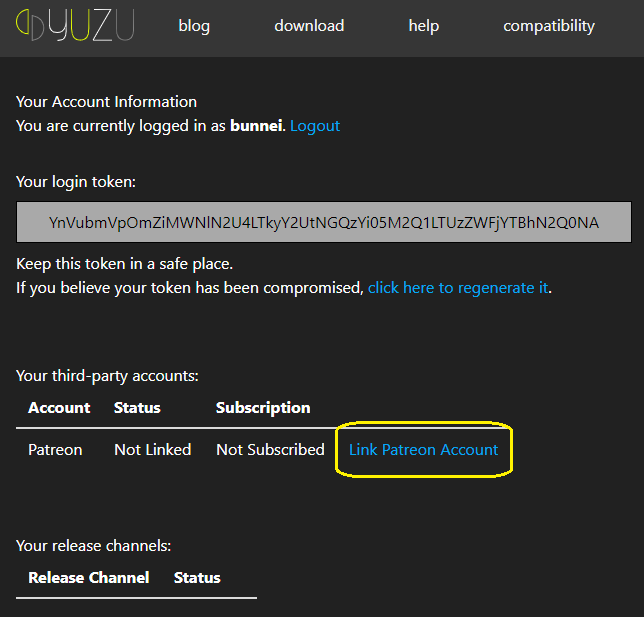 YUZU blog download help compatibility
Your Account Information
You are currently logged in as bunnei. Logout
Your login token:
YnVubmVpOmZiMWNlN2U4LTkyY2UtNGQzYi05M2Q1LTUzZWFjYTBhN2Q0NA
Keep this token in a safe place.
If you believe your token has been compromised, click here to regenerate it.
Your third-party accounts:
Account Status Subscription
Patreon Not Linked Not Subscribed Link Patreon Account
Your release channels:
Release Channel Status